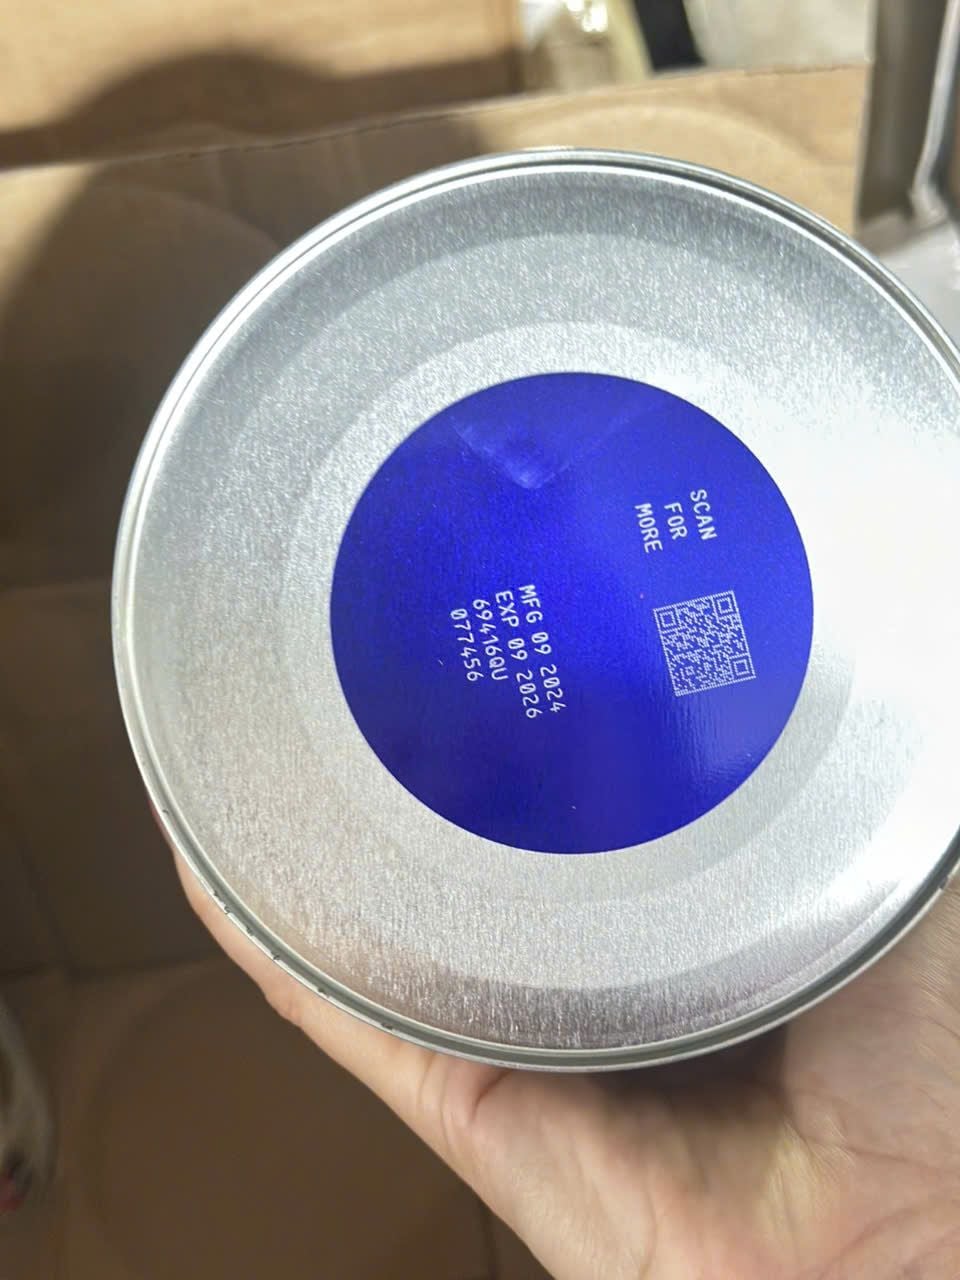 SCAN
FOR
MORE
MFG 09 2024
EXP 09 2026
69416QU
077456